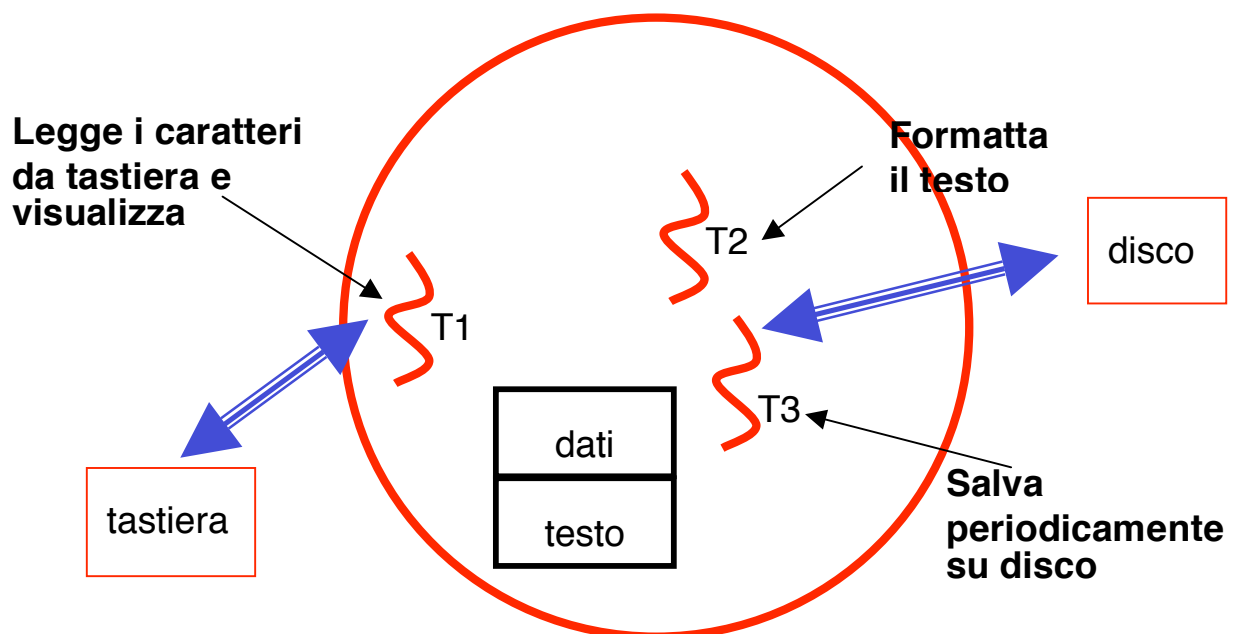 Legge i caratteri
da tastiera e
visualizza
Formatta
il testo
disco
T2
T1
T3
dati
testo
tastiera
Salva
periodicamente
su disco